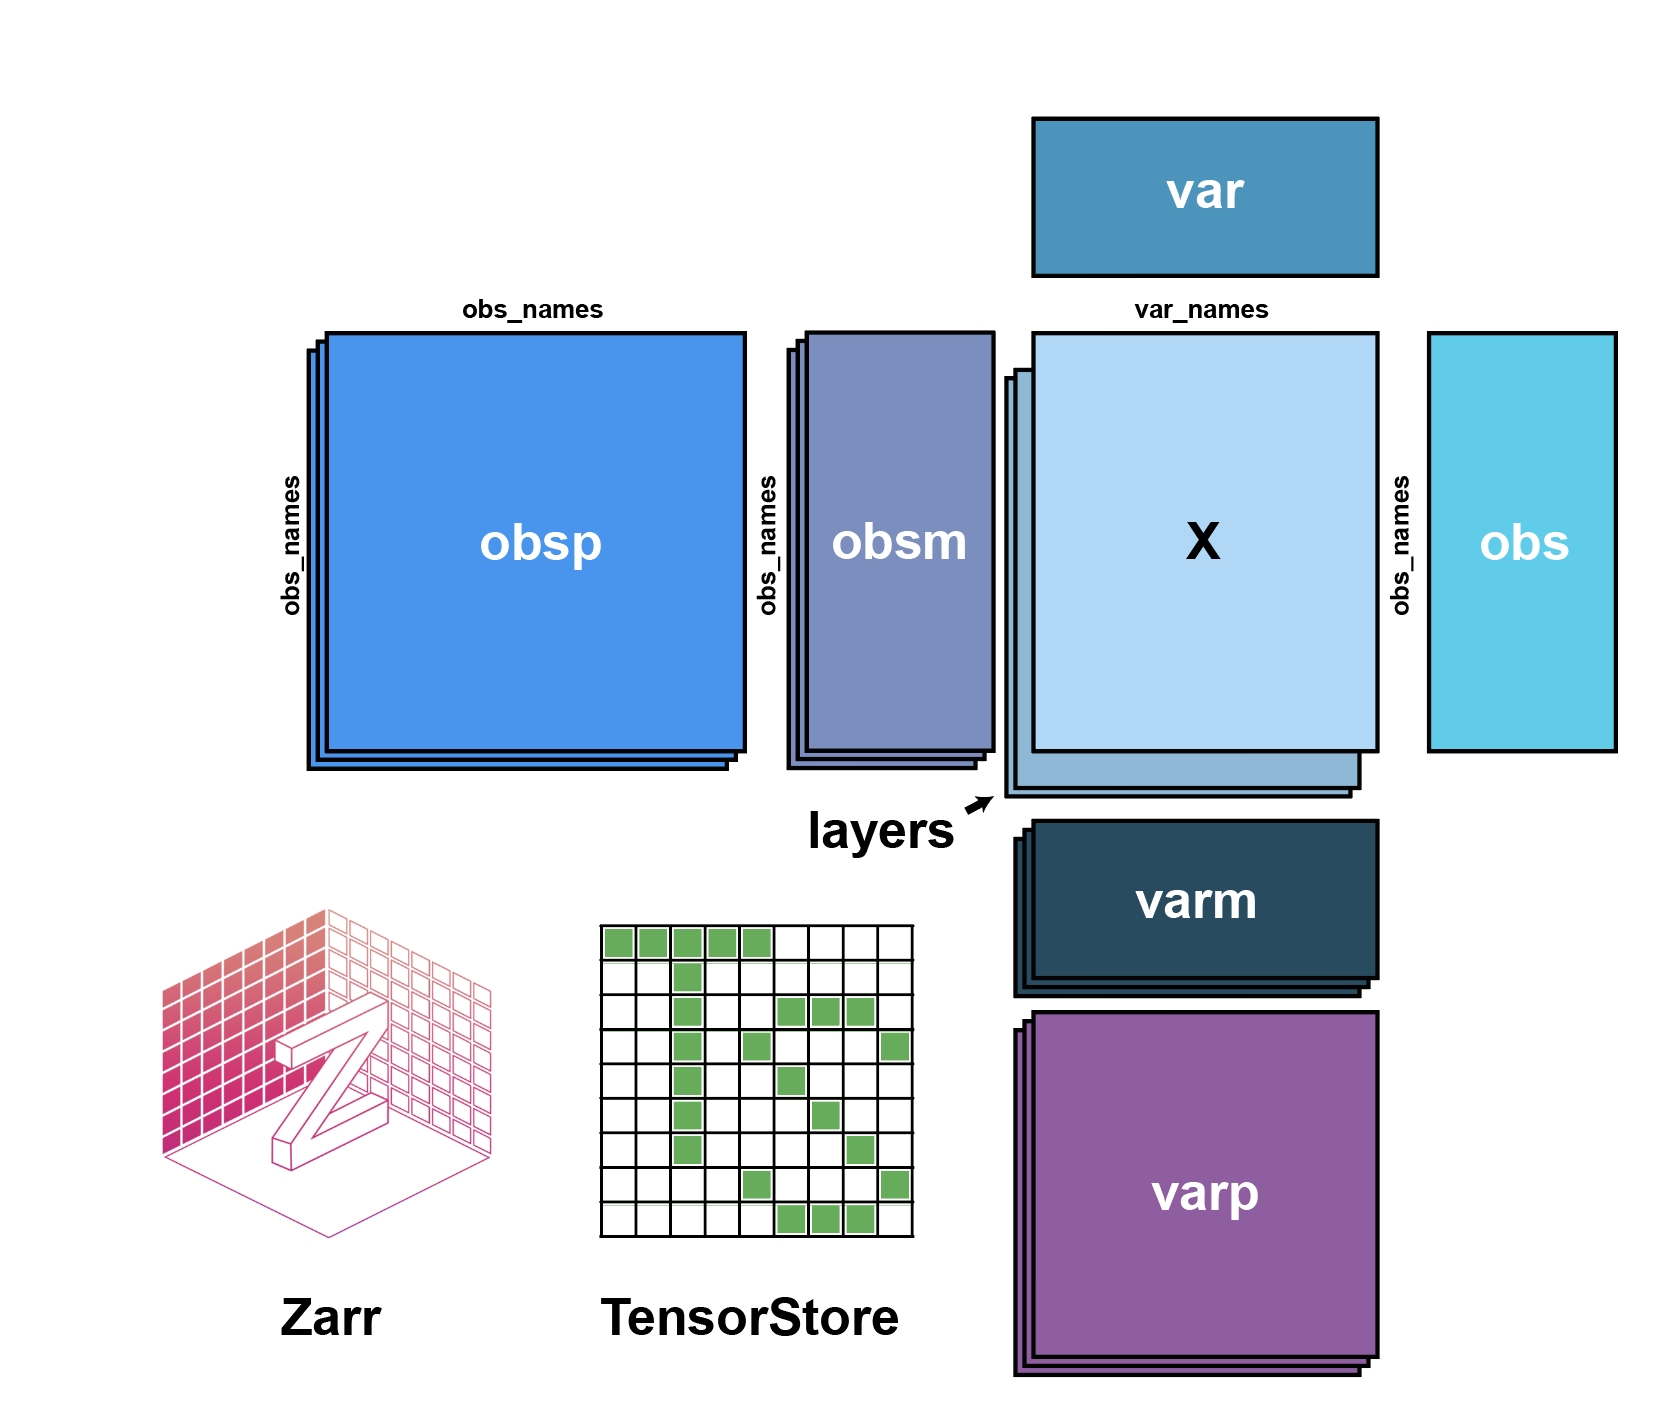 var
obs_names
var_names
obs_names
obsp
obs_names
obsm
X
obs_names
obs
layers
varm
varp
Z
Zarr
TensorStore